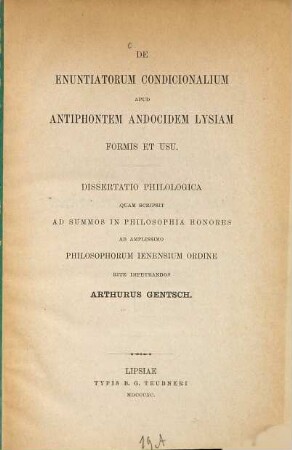 DE
ENUNTIATORUM CONDICIONALIUM
APUD
ANTIPHONTEM ANDOCIDEM LYSIAM
FORMIS ET USU.
DISSERTATIO PHILOLOGICA
QUAM SCRIPSIT
AD SUMMOS IN PHILOSOPHIA HONORES
AB AMPLISSIMO
PHILOSOPHORUM IENENSIUM ORDINE
RITE IMPETRANDOS
ARTHURUS GENTSCH.
LIPSIAE
TYPIS B. G. TEUBNERI
MDCCCXC.